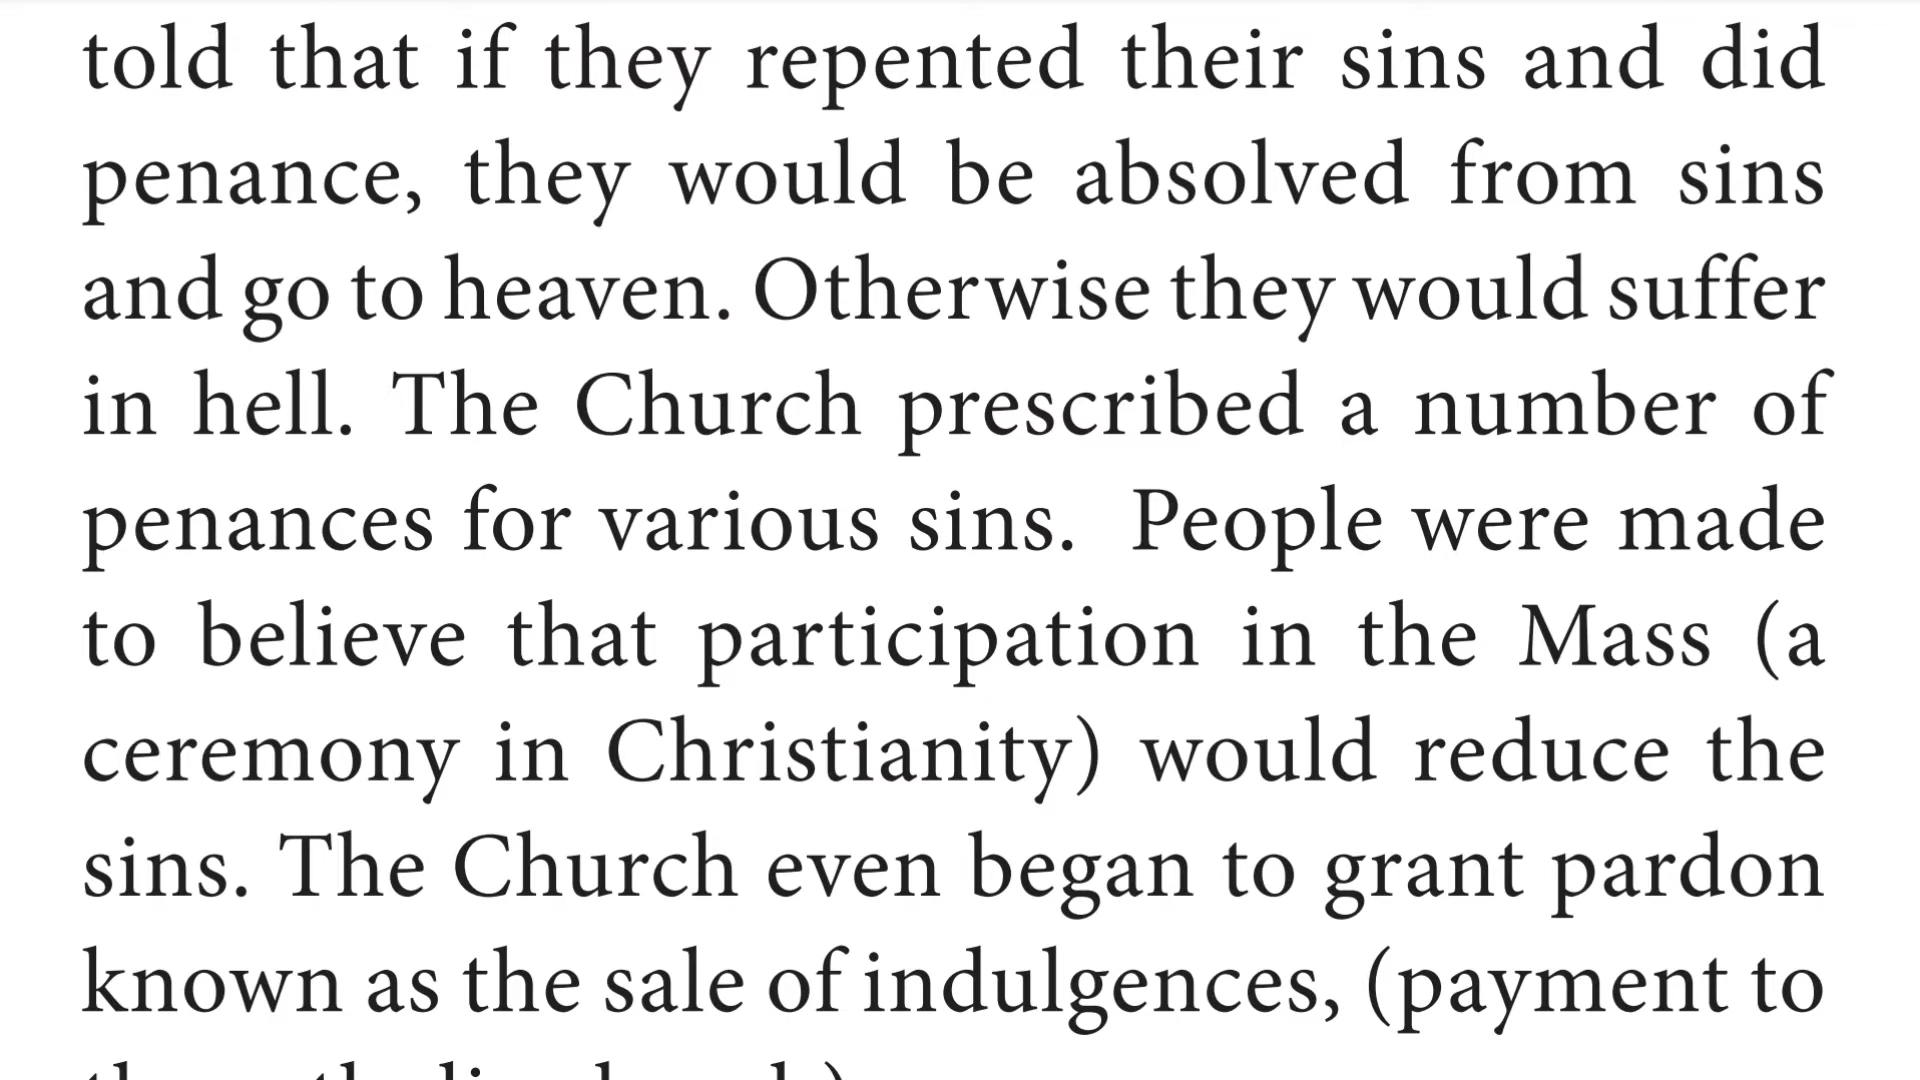 told that if they repented their sins and did
penance, they would be absolved from sins
and go to heaven. Otherwise they would suffer
in hell. The Church prescribed a number of
penances for various sins. People were made
to believe that participation in the Mass (a
ceremony in Christianity) would reduce the
sins. The Church even began to grant pardon
known as the sale of indulgences, (payment to